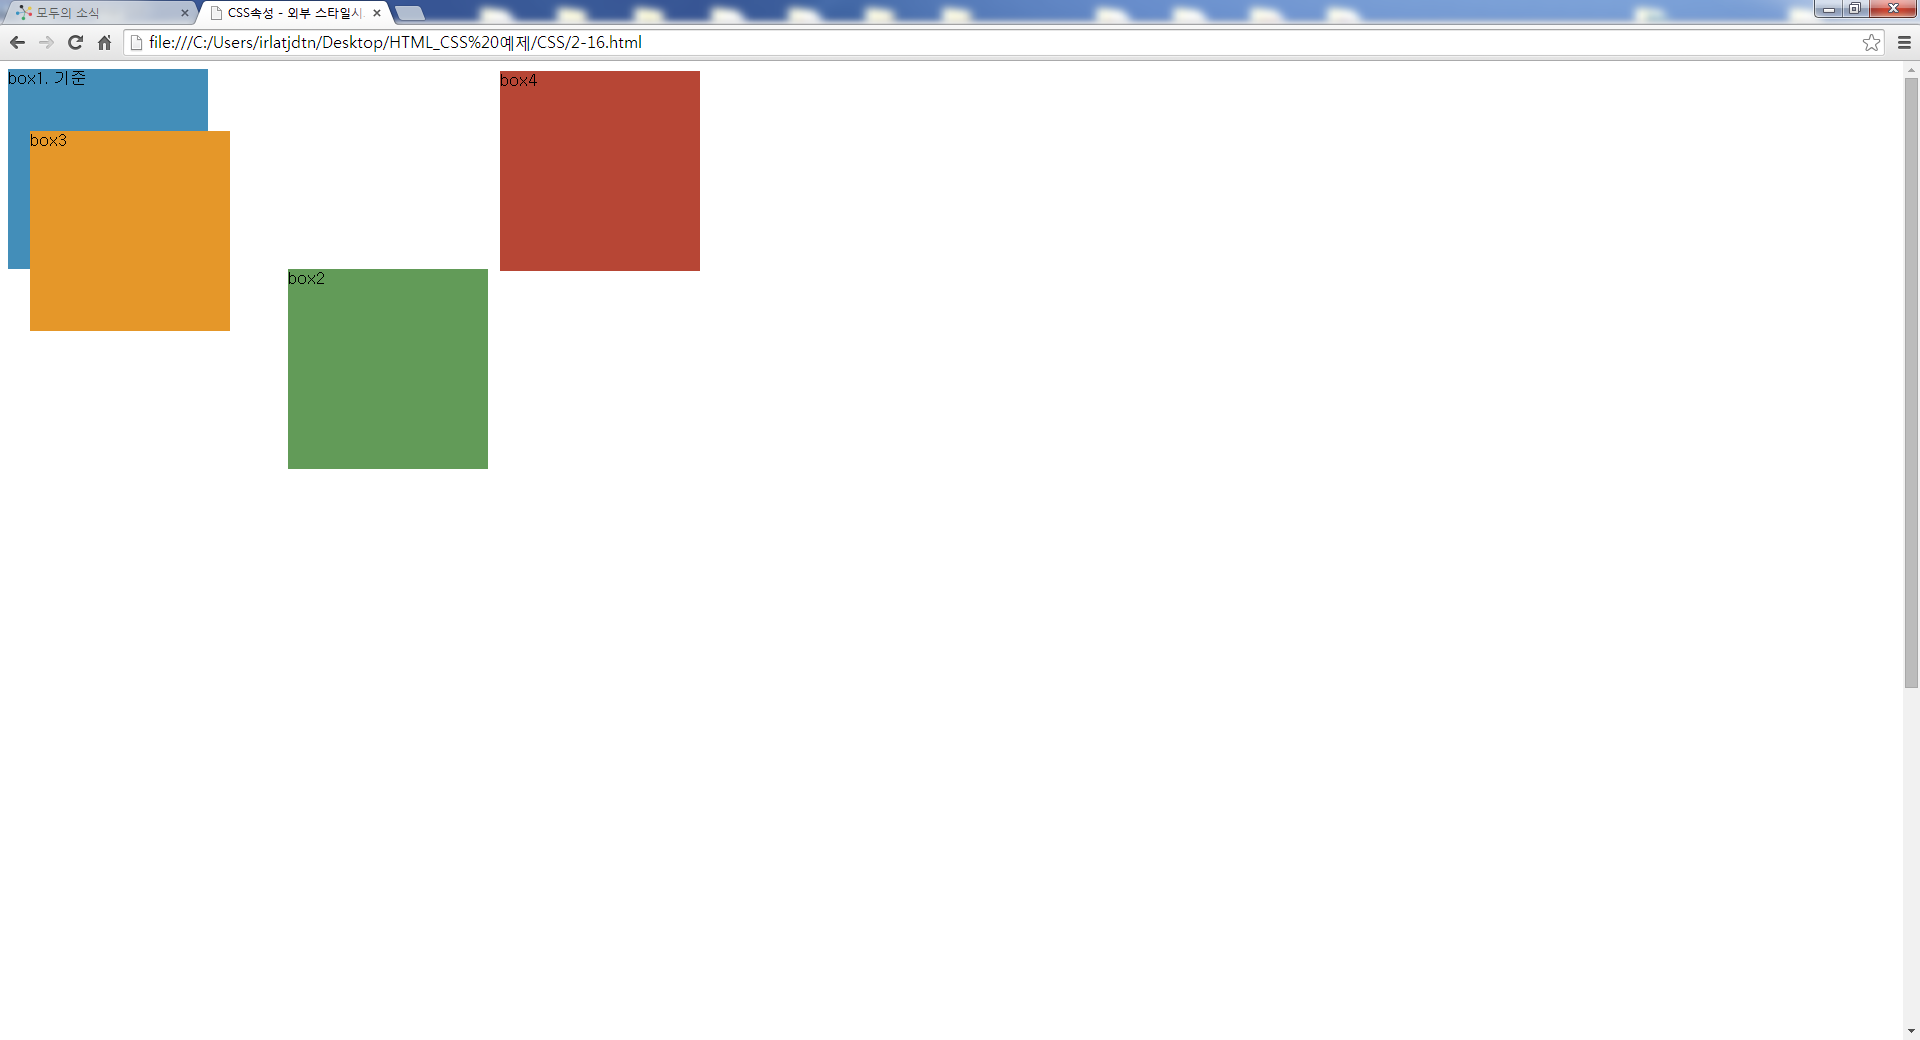 모두의 소식
CSS속성 - 외부 스타일시
file:///C:/Users/irlatjdtn/Desktop/HTML_CSS%20예제/CSS/2-16.html
box1. 기준
box4
box3
box2